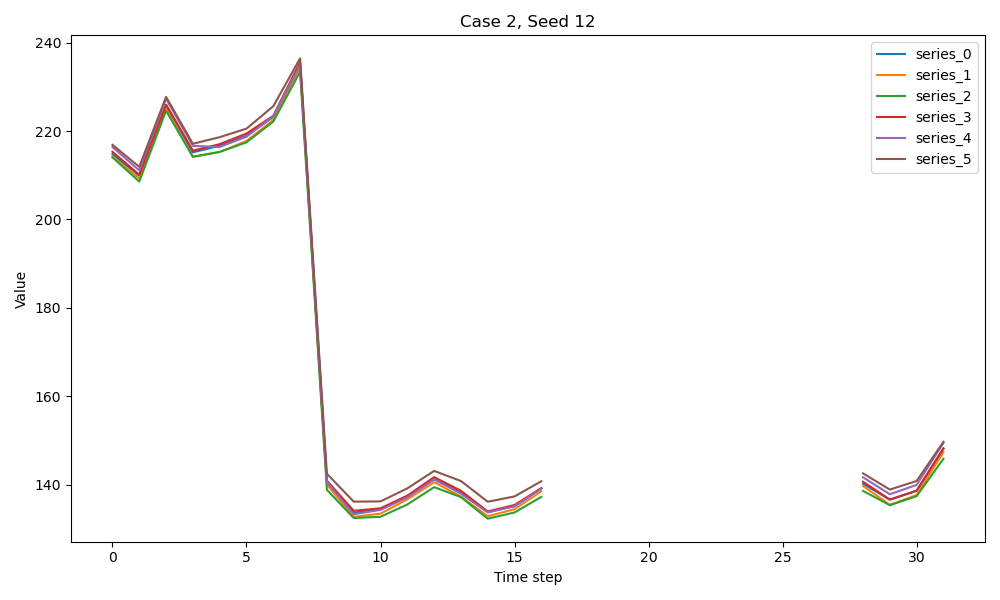 Case 2, Seed 12
240
220
200
180
160
140
Value
0
5
10
15
20
25
30
Time step
series_0
series_1
series_2
series_3
series_4
series_5